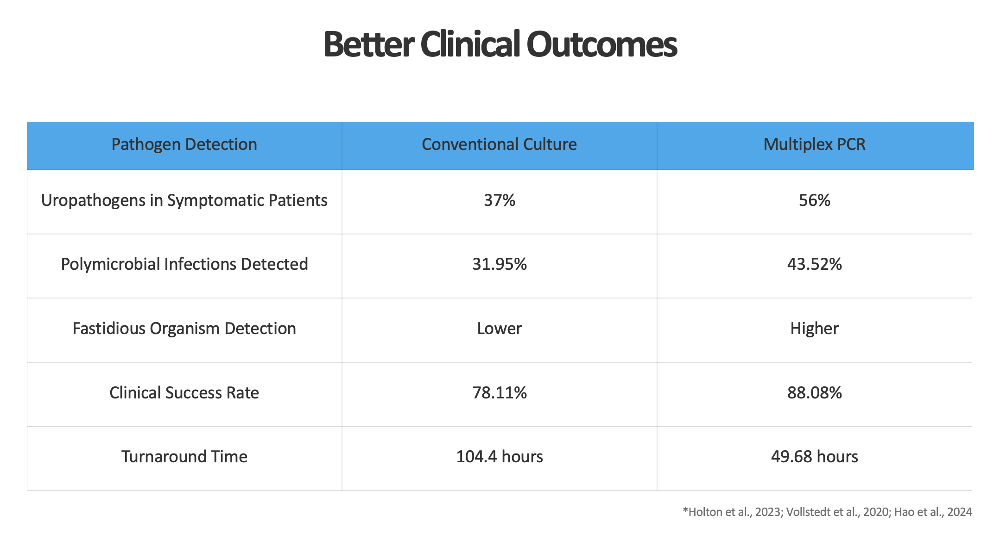 Better Clinical Outcomes
Pathogen Detection Conventional Culture Multiplex PCR
Uropathogens in Symptomatic Patients 37% 56%
Polymicrobial Infections Detected 31.95% 43.52%
Fastidious Organism Detection Lower Higher
Clinical Success Rate 78.11% 88.08%
Turnaround Time 104.4 hours 49.68 hours
*Holton et al., 2023; Vollstedt et al., 2020; Hao et al., 2024